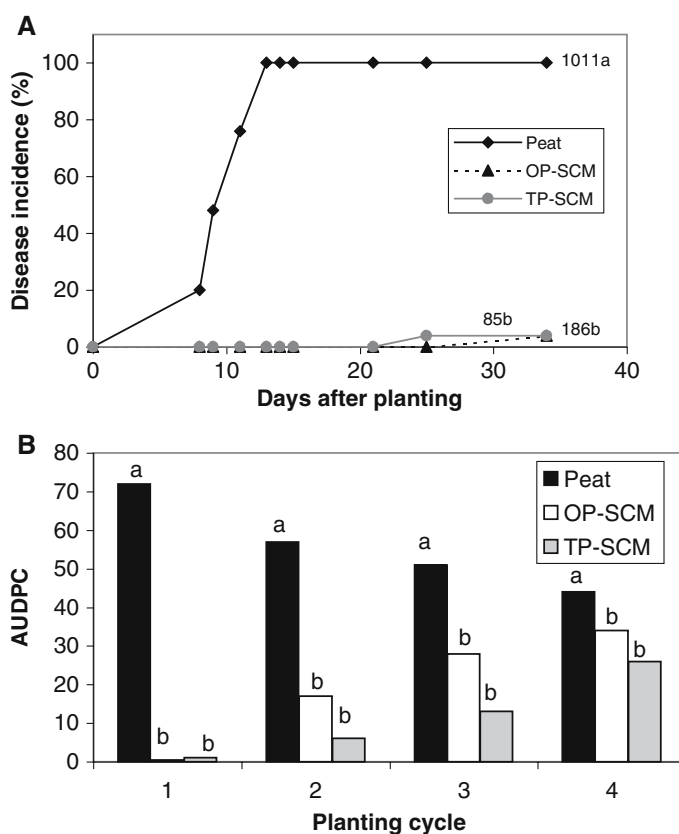 A
Disease incidence (%)
100
80
60
40
20
0
1011a
Peat
OP-SCM
TP-SCM
85b
186b
0 10 20 30 40
Days after planting
B
AUDPC
80
70
60
50
40
30
20
10
0
Peat
OP-SCM
TP-SCM
a b b
a b b
a b b
a b b
1 2 3 4
Planting cycle